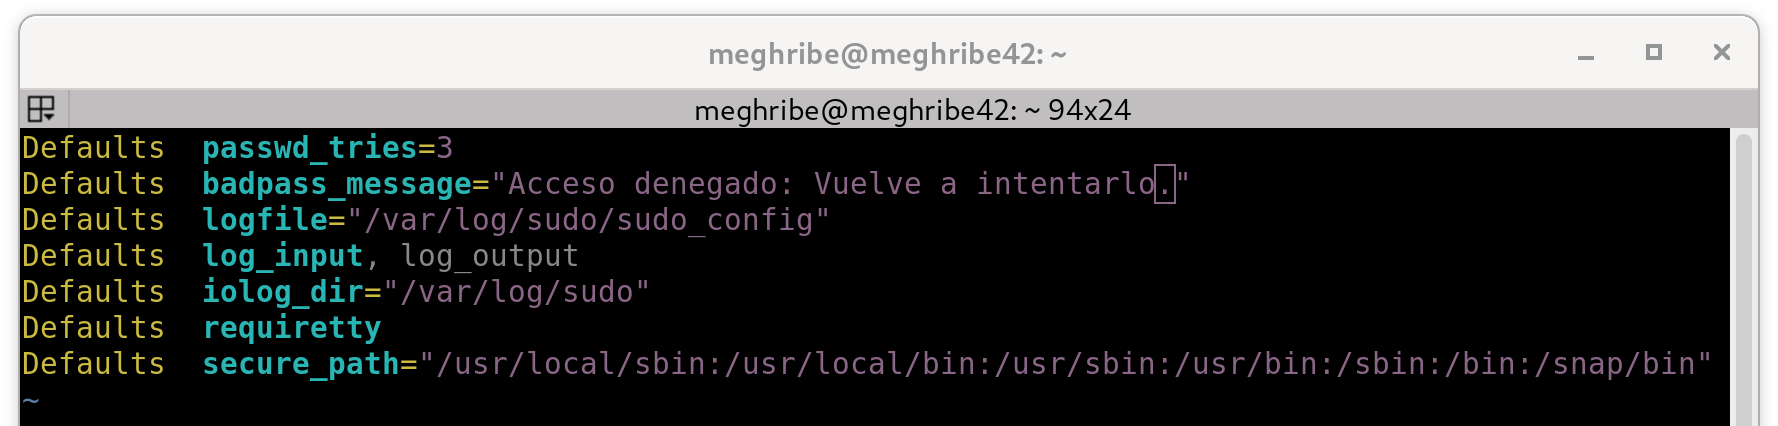 meghribe@meghribe42: ~
meghribe@meghribe42: ~ 94x24
Defaults  passwd_tries=3
Defaults  badpass_message="Acceso denegado: Vuelve a intentarlo."
Defaults  logfile="/var/log/sudo/sudo_config"
Defaults  log_input, log_output
Defaults  iolog_dir="/var/log/sudo"
Defaults  requiretty
Defaults  secure_path="/usr/local/sbin:/usr/local/bin:/usr/sbin:/usr/bin:/sbin:/bin:/snap/bin"
~